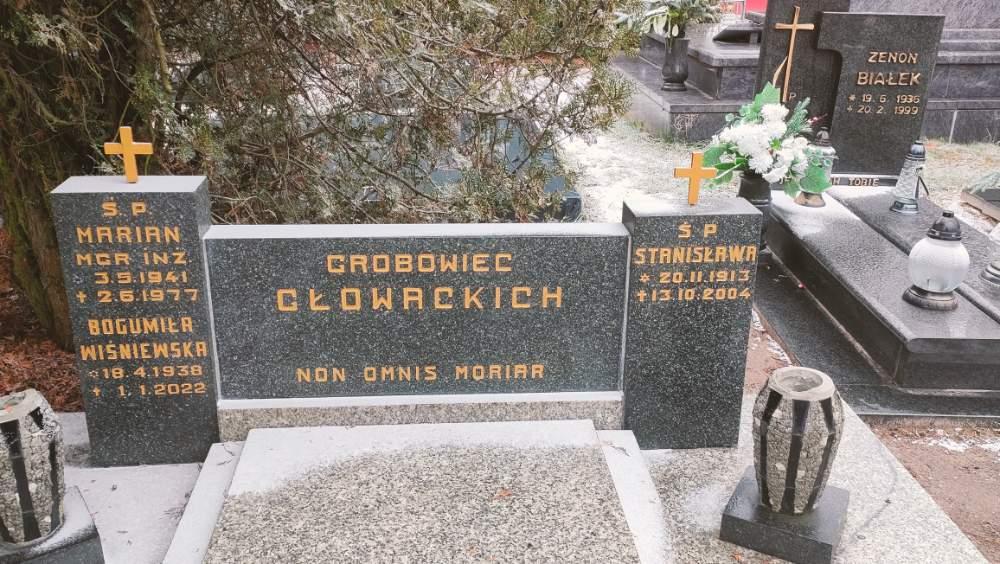 Ś P
MARIAN
MGR INŻ
3.5.1941
✝ 2.6.1977
BOGUMIŁA
WIŚNIEWSKA
* 18.4.1938
✝ 1.1.2022
GROBOWIEC
GŁOWACKICH
NON OMNIS MORIAR
Ś P
STANISŁAWA
* 20.11.1913
✝ 13.10.2004
ZENON
BIAŁEK
* 19.6.1936
✝ 20.2.1999
P
TOBIE